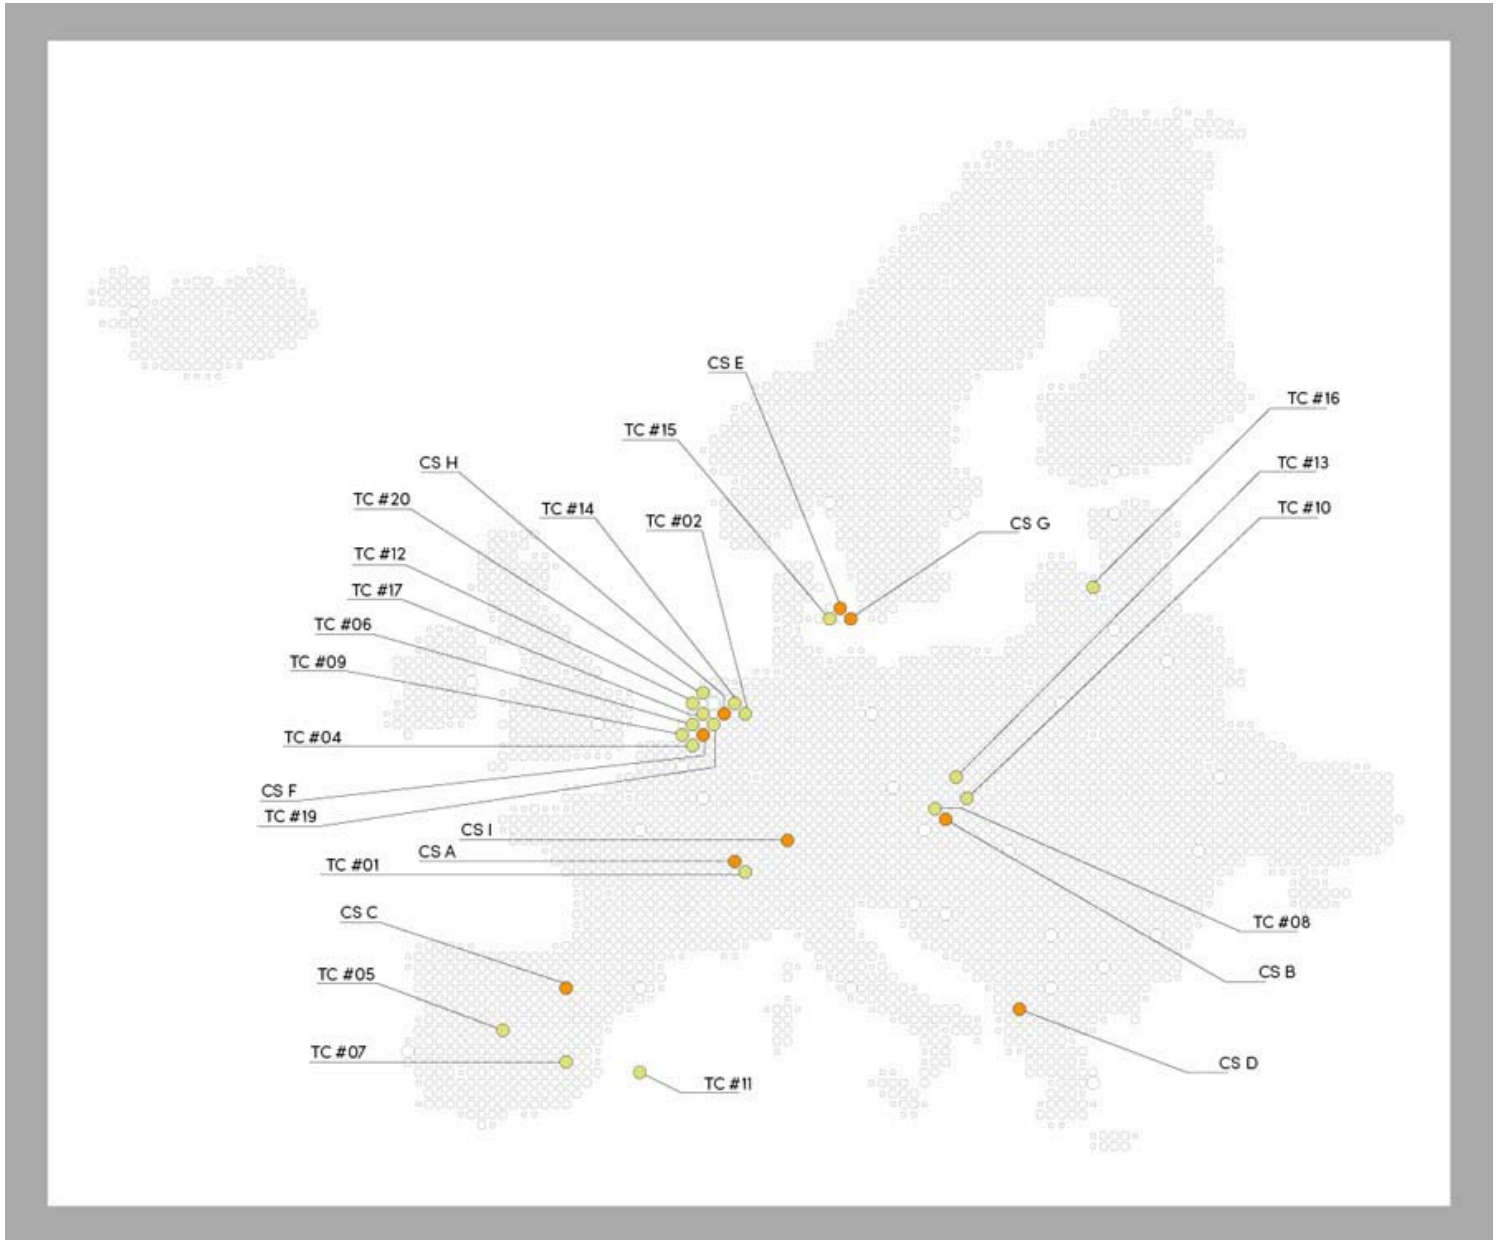 CS E
TC #16
TC #15
CS H
TC #13
TC #20
TC #14
TC #02
TC #10
CS G
TC #12
TC #17
TC #06
TC #09
TC #04
CS F
TC #19
CS I
CS A
TC #01
CS C
TC #08
TC #05
CS B
TC #07
CS D
TC #11